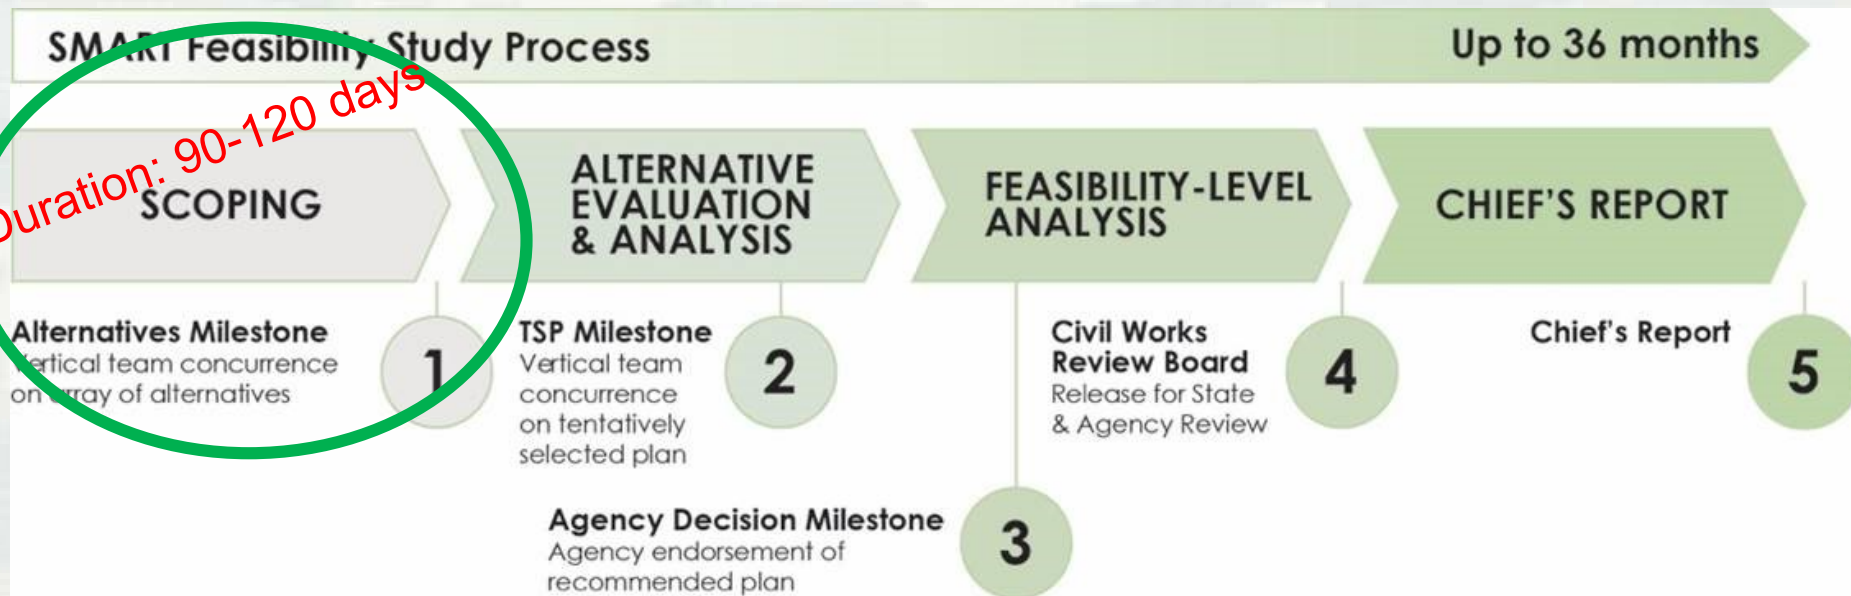 SMART Feasibility Study Process
Up to 36 months
Duration: 90-120 days
SCOPING
ALTERNATIVE
EVALUATION
& ANALYSIS
FEASIBILITY-LEVEL
ANALYSIS
CHIEF'S REPORT
Alternatives Milestone
Vertical team concurrence
on array of alternatives
1
TSP Milestone
Vertical team
concurrence
on tentatively
selected plan
2
Agency Decision Milestone
Agency endorsement of
recommended plan
3
Civil Works
Review Board
Release for State
& Agency Review
4
Chief's Report
5